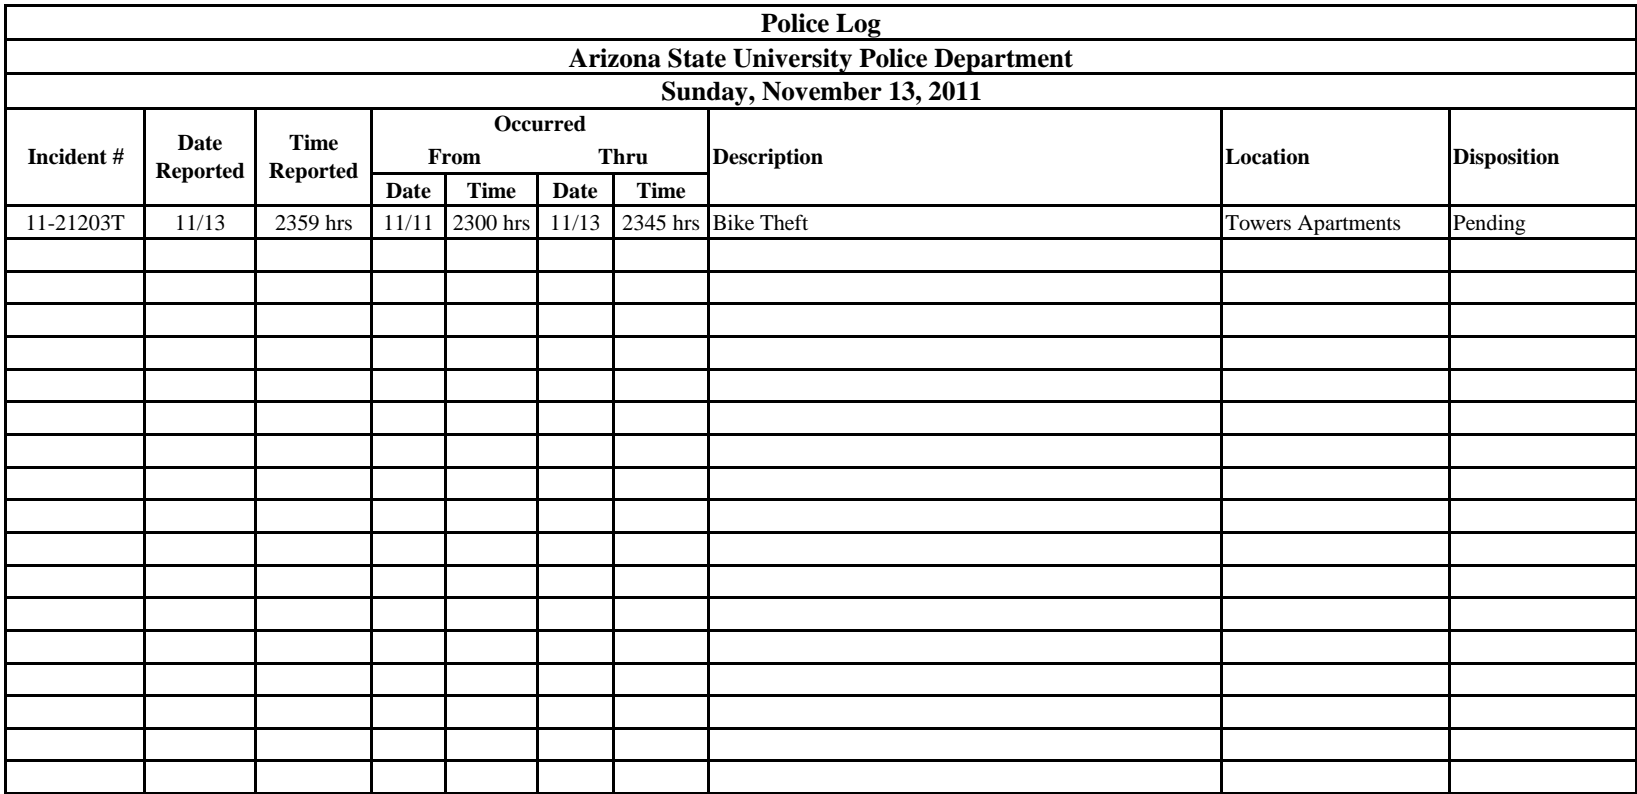 Police Log
Arizona State University Police Department
Sunday, November 13, 2011
Incident # Date Reported Time Reported Occurred Description Location Disposition
From Thru
Date Time Date Time
11-21203T 11/13 2359 hrs 11/11 2300 hrs 11/13 2345 hrs Bike Theft Towers Apartments Pending